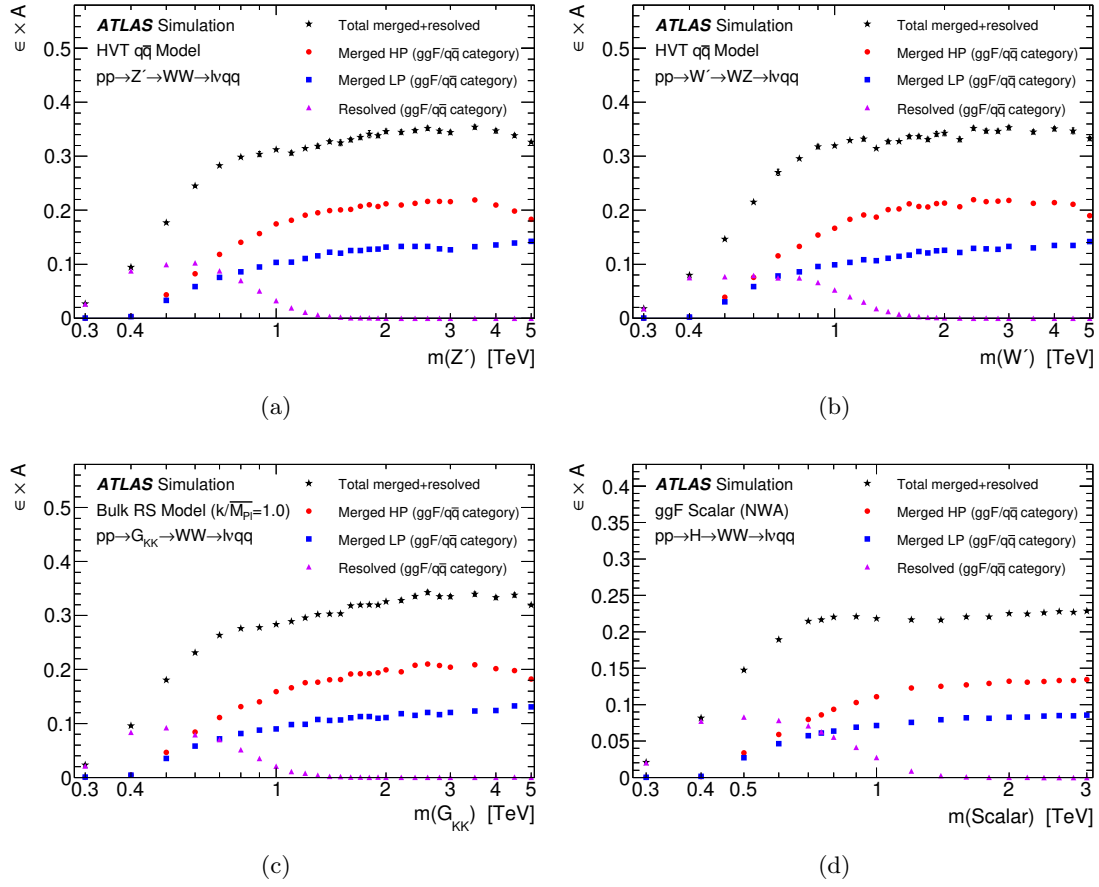 ϵ × A
ATLAS Simulation
HVT qq̅ Model
pp→Z′→WW→lνqq
Total merged+resolved
Merged HP (ggF/qq̅ category)
Merged LP (ggF/qq̅ category)
Resolved (ggF/qq̅ category)
0.5
0.4
0.3
0.2
0.1
0
0.3 0.4 1 2 3 4 5
m(Z′) [TeV]
(a)
ϵ × A
ATLAS Simulation
HVT qq̅ Model
pp→W′→WZ→lνqq
Total merged+resolved
Merged HP (ggF/qq̅ category)
Merged LP (ggF/qq̅ category)
Resolved (ggF/qq̅ category)
0.5
0.4
0.3
0.2
0.1
0
0.3 0.4 1 2 3 4 5
m(W′) [TeV]
(b)
ϵ × A
ATLAS Simulation
Bulk RS Model (k/M̅Pl=1.0)
pp→GKK→WW→lνqq
Total merged+resolved
Merged HP (ggF/qq̅ category)
Merged LP (ggF/qq̅ category)
Resolved (ggF/qq̅ category)
0.5
0.4
0.3
0.2
0.1
0
0.3 0.4 1 2 3 4 5
m(GKK) [TeV]
(c)
ϵ × A
ATLAS Simulation
ggF Scalar (NWA)
pp→H→WW→lνqq
Total merged+resolved
Merged HP (ggF/qq̅ category)
Merged LP (ggF/qq̅ category)
Resolved (ggF/qq̅ category)
0.4
0.35
0.3
0.25
0.2
0.15
0.1
0.05
0
0.3 0.4 0.5 1 2 3
m(Scalar) [TeV]
(d)